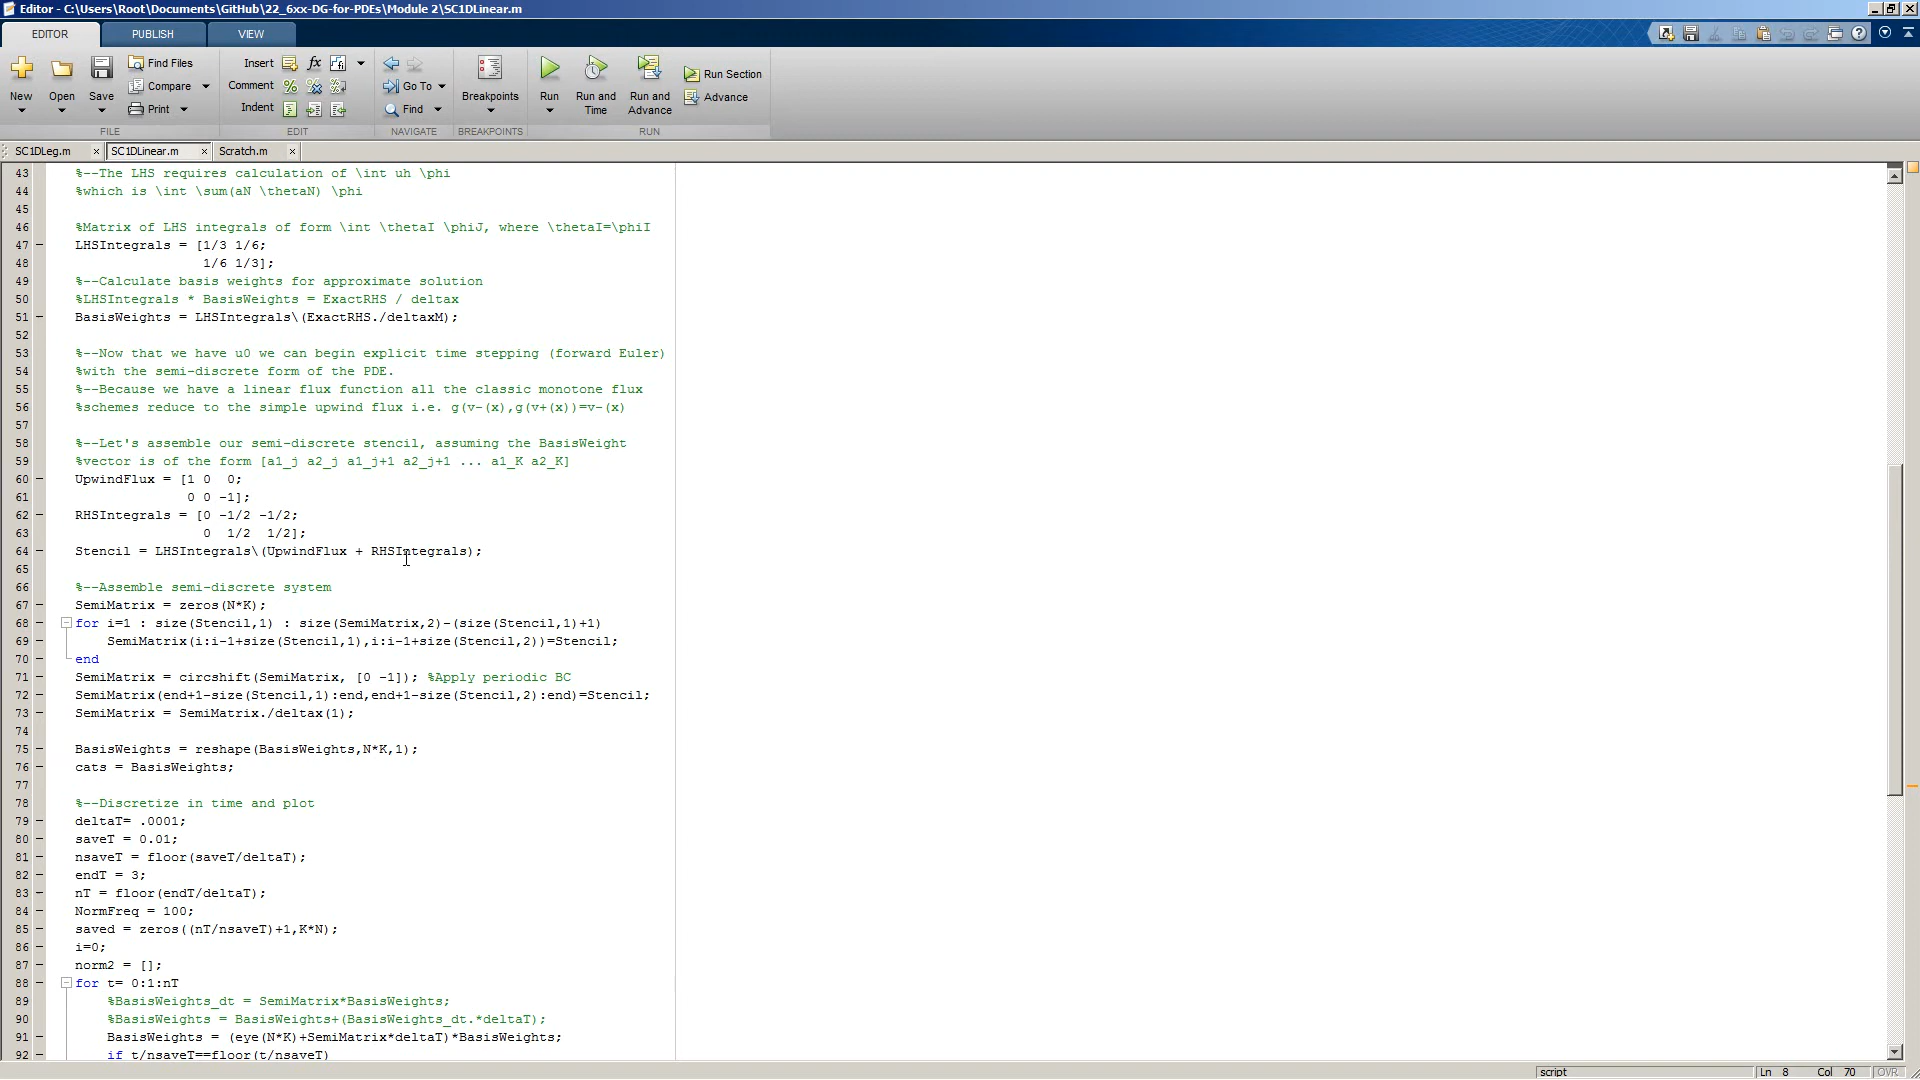 Editor - C:\Users\Root\Documents\GitHub\22_6xx-DG-for-PDEs\Module 2\SC1DLinear.m
EDITOR PUBLISH VIEW
New Open Save Find Files Compare Print
Insert fx Comment Indent
Go To Find
Breakpoints
Run Run and Time Run and Advance Run Section Advance
FILE EDIT NAVIGATE BREAKPOINTS RUN
SC1DLeg.m × SC1DLinear.m × Scratch.m ×
43 %--The LHS requires calculation of \int uh \phi
44 %which is \int \sum(aN \thetaN) \phi
45
46 %Matrix of LHS integrals of form \int \thetaI \phiJ, where \thetaI=\phiI
47 LHSIntegrals = [1/3 1/6;
48 1/6 1/3];
49 %--Calculate basis weights for approximate solution
50 %LHSIntegrals * BasisWeights = ExactRHS / deltax
51 BasisWeights = LHSIntegrals\(ExactRHS./deltaxM);
52
53 %--Now that we have u0 we can begin explicit time stepping (forward Euler)
54 %with the semi-discrete form of the PDE.
55 %--Because we have a linear flux function all the classic monotone flux
56 %schemes reduce to the simple upwind flux i.e. g(v-(x),g(v+(x))=v-(x)
57
58 %--Let's assemble our semi-discrete stencil, assuming the BasisWeight
59 %vector is of the form [a1_j a2_j a1_j+1 a2_j+1 ... a1_K a2_K]
60 UpwindFlux = [1 0 0;
61 0 0 -1];
62 RHSIntegrals = [0 -1/2 -1/2;
63 0 1/2 1/2];
64 Stencil = LHSIntegrals\(UpwindFlux + RHSIntegrals);
65
66 %--Assemble semi-discrete system
67 SemiMatrix = zeros(N*K);
68 for i=1 : size(Stencil,1) : size(SemiMatrix,2)-(size(Stencil,1)+1)
69 SemiMatrix(i:i-1+size(Stencil,1),i:i-1+size(Stencil,2))=Stencil;
70 end
71 SemiMatrix = circshift(SemiMatrix, [0 -1]); %Apply periodic BC
72 SemiMatrix(end+1-size(Stencil,1):end,end+1-size(Stencil,2):end)=Stencil;
73 SemiMatrix = SemiMatrix./deltax(1);
74
75 BasisWeights = reshape(BasisWeights,N*K,1);
76 cats = BasisWeights;
77
78 %--Discretize in time and plot
79 deltaT= .0001;
80 saveT = 0.01;
81 nsaveT = floor(saveT/deltaT);
82 endT = 3;
83 nT = floor(endT/deltaT);
84 NormFreq = 100;
85 saved = zeros((nT/nsaveT)+1,K*N);
86 i=0;
87 norm2 = [];
88 for t= 0:1:nT
89 %BasisWeights_dt = SemiMatrix*BasisWeights;
90 %BasisWeights = BasisWeights+(BasisWeights_dt.*deltaT);
91 BasisWeights = (eye(N*K)+SemiMatrix*deltaT)*BasisWeights;
92 if t/nsaveT==floor(t/nsaveT)
script Ln 8 Col 70 OVR